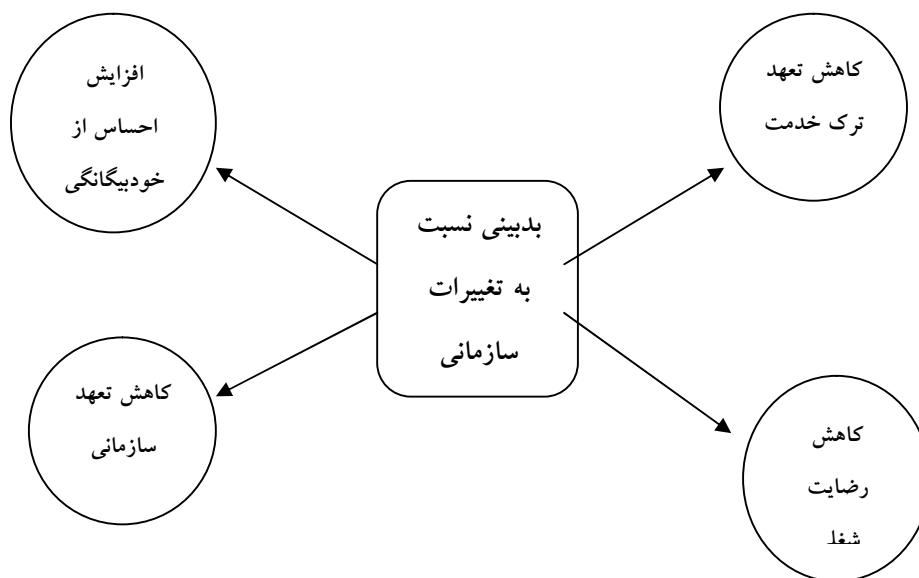 کاهش تعهد
ترک خدمت
افزایش
احساس از
خودبیگانگی
بدبینی نسبت
به تغییرات
سازمانی
کاهش تعهد
سازمانی
کاهش
رضایت